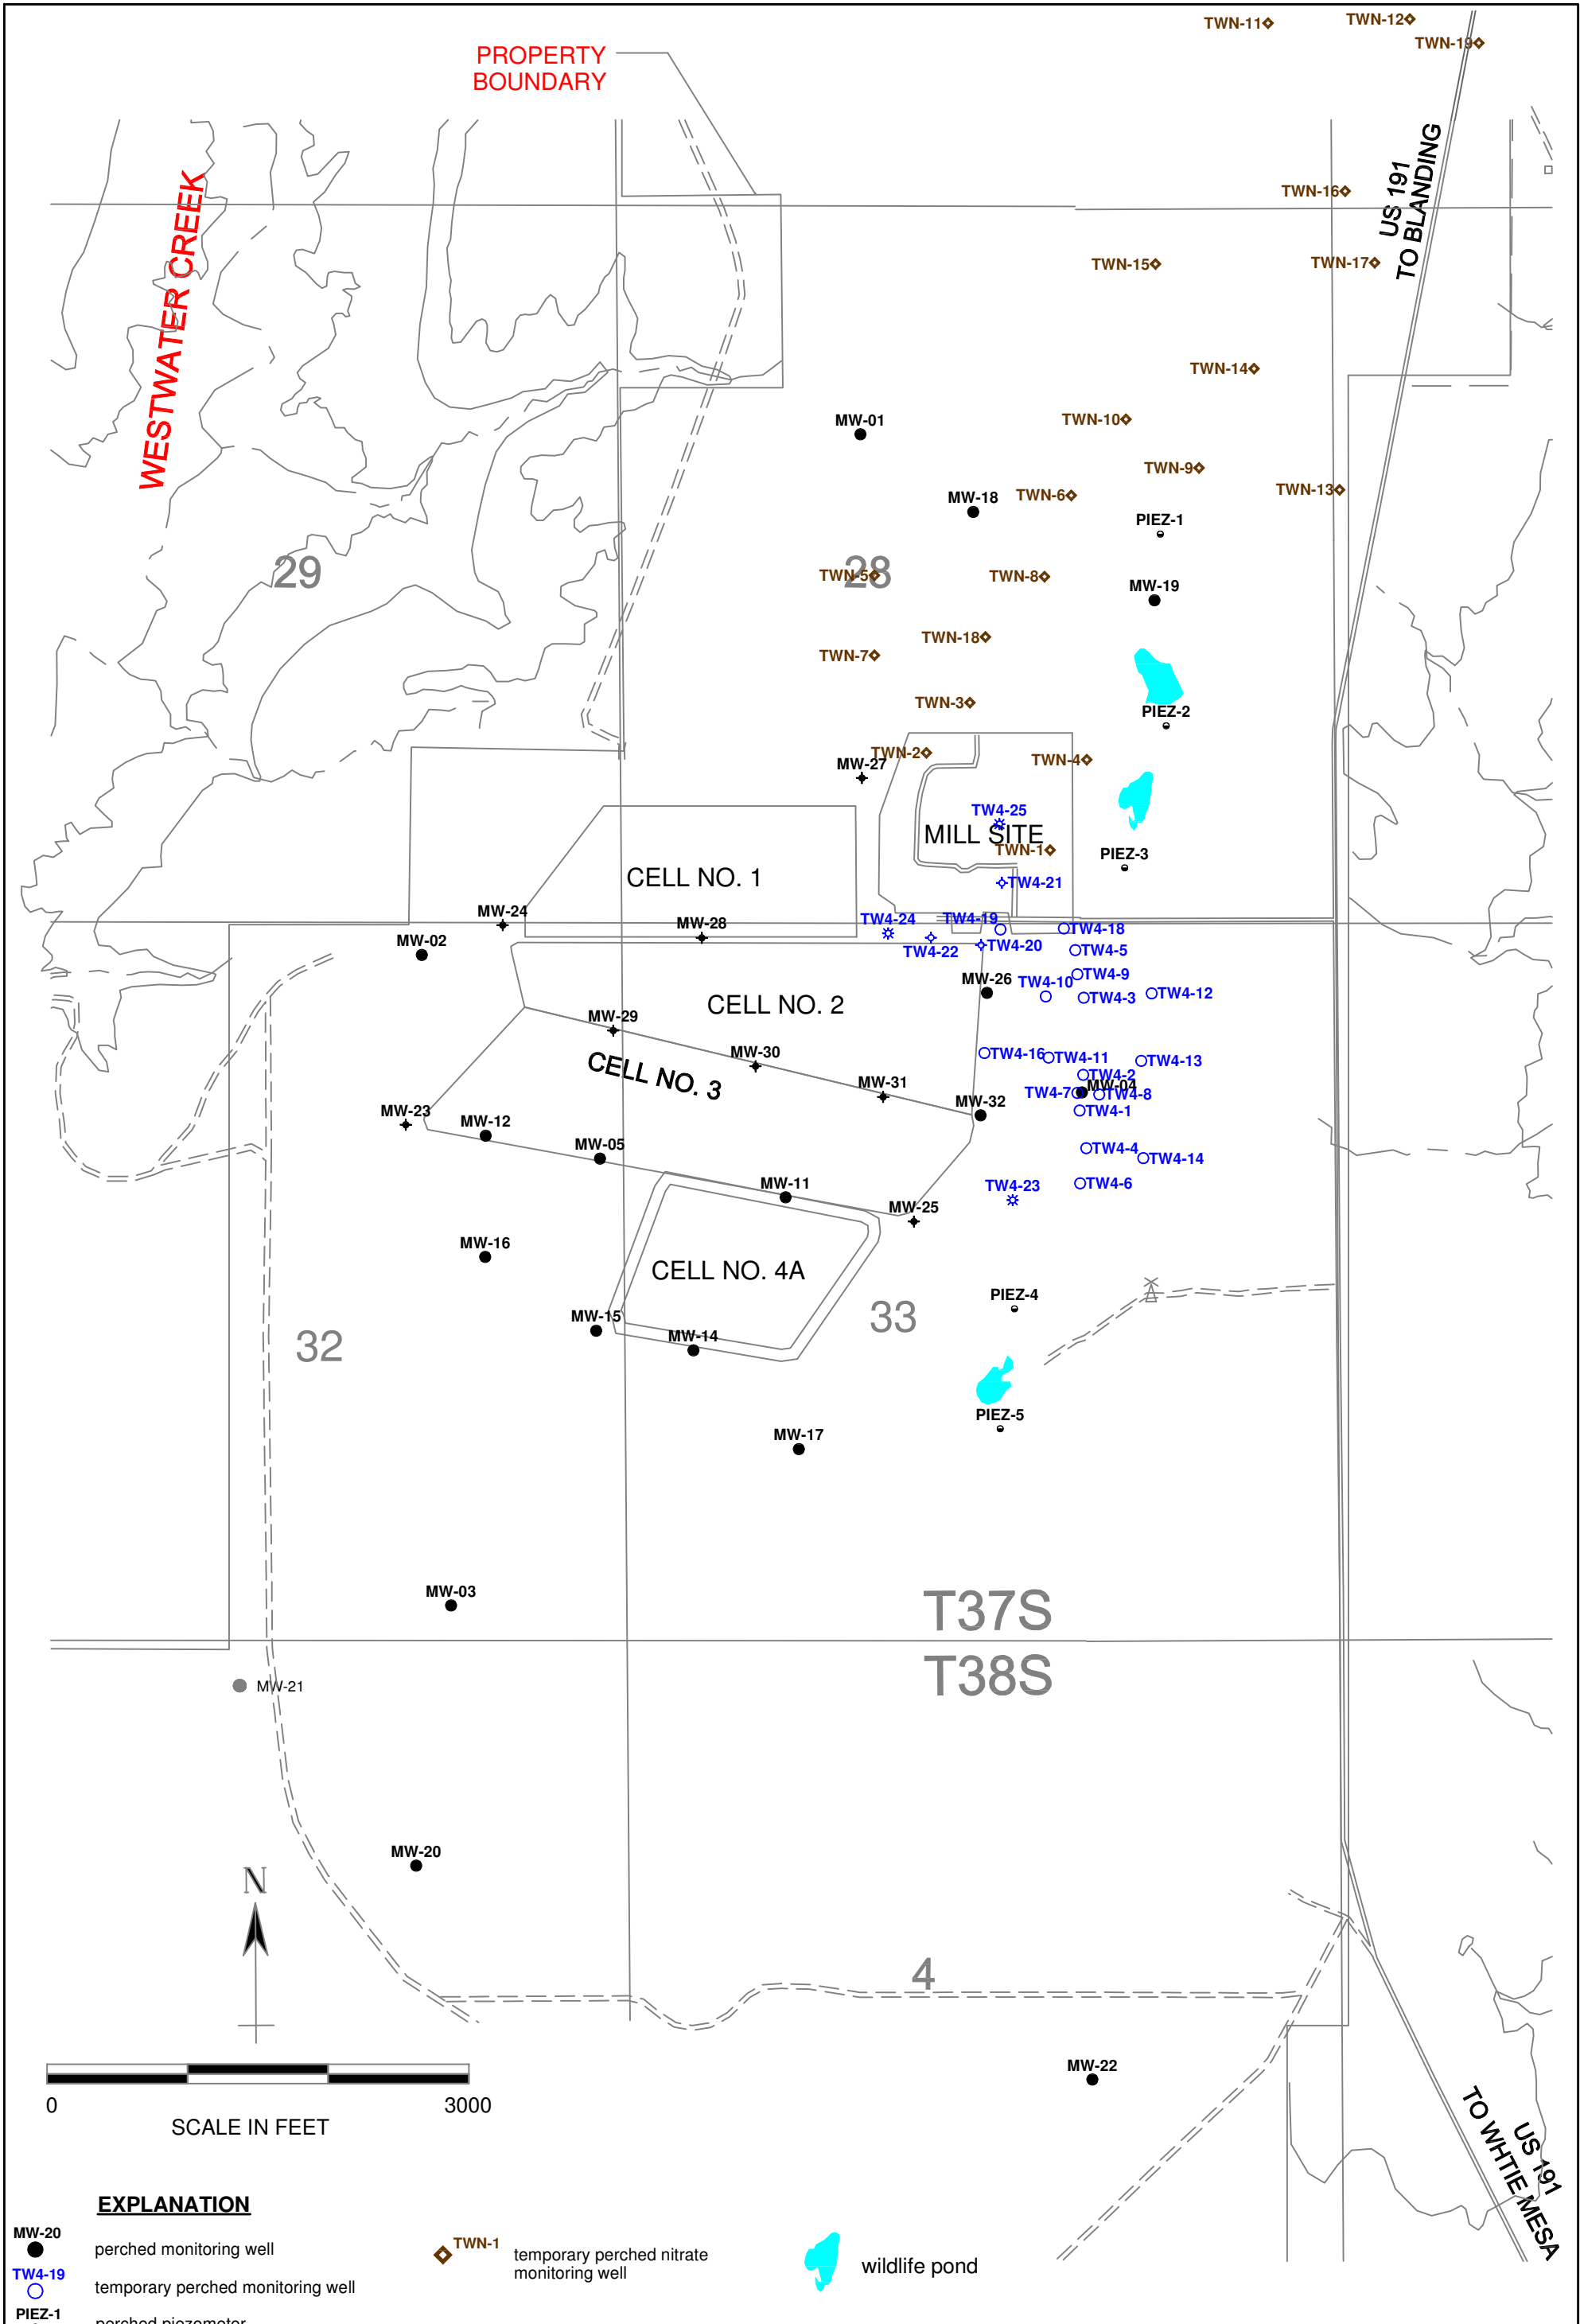 TWN-11
TWN-12
TWN-19
PROPERTY
BOUNDARY
US 191
TO BLANDING
WESTWATER CREEK
TWN-16
TWN-15
TWN-17
TWN-14
MW-01
TWN-10
TWN-9
TWN-13
MW-18
TWN-6
PIEZ-1
29
28
TWN-5
TWN-8
MW-19
TWN-18
TWN-7
TWN-3
PIEZ-2
TWN-2
MW-27
TWN-4
TW4-25
MILL SITE
TWN-1
PIEZ-3
CELL NO. 1
TW4-21
MW-24
MW-28
TW4-24
TW4-19
TW4-18
MW-02
TW4-22
TW4-20
TW4-5
MW-26
TW4-10
TW4-9
TW4-3
TW4-12
CELL NO. 2
MW-29
MW-30
CELL NO. 3
TW4-16
TW4-11
TW4-13
TW4-2
MW-31
MW-04
TW4-7
TW4-8
MW-23
MW-12
MW-32
TW4-1
MW-05
TW4-4
TW4-14
MW-11
TW4-23
TW4-6
MW-25
MW-16
CELL NO. 4A
PIEZ-4
33
MW-15
MW-14
32
PIEZ-5
MW-17
MW-03
T37S
T38S
MW-21
MW-20
N
4
MW-22
0
3000
SCALE IN FEET
US 191
TO WHTIE MESA
EXPLANATION
MW-20
perched monitoring well
TW4-19
temporary perched monitoring well
PIEZ-1
perched piezometer
TWN-1
temporary perched nitrate
monitoring well
wildlife pond